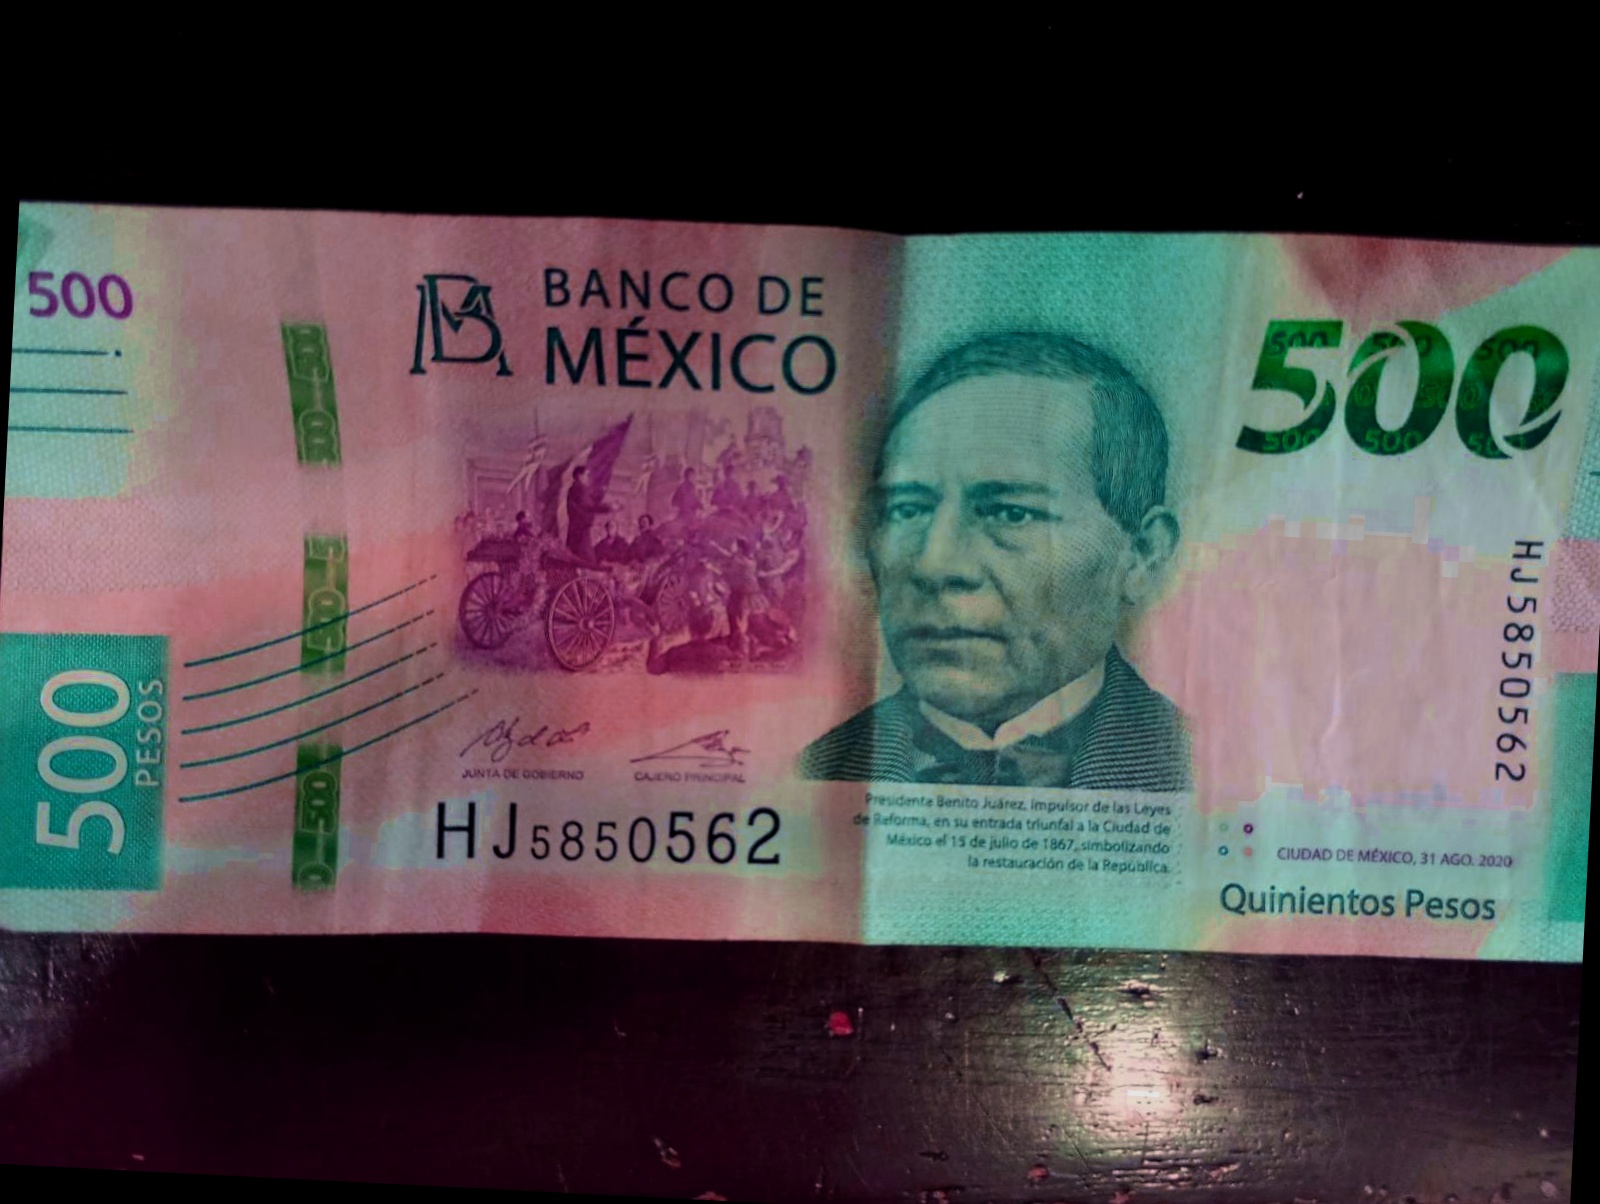 500
BM
BANCO DE
MÉXICO
500
500
PESOS
JUNTA DE GOBIERNO
CAJERO PRINCIPAL
HJ5850562
Presidente Benito Juárez, impulsor de las Leyes
de Reforma, en su entrada triunfal a la Ciudad de
México el 15 de julio de 1867, simbolizando
la restauración de la República.
HJ5850562
CIUDAD DE MÉXICO, 31 AGO. 2020
Quinientos Pesos